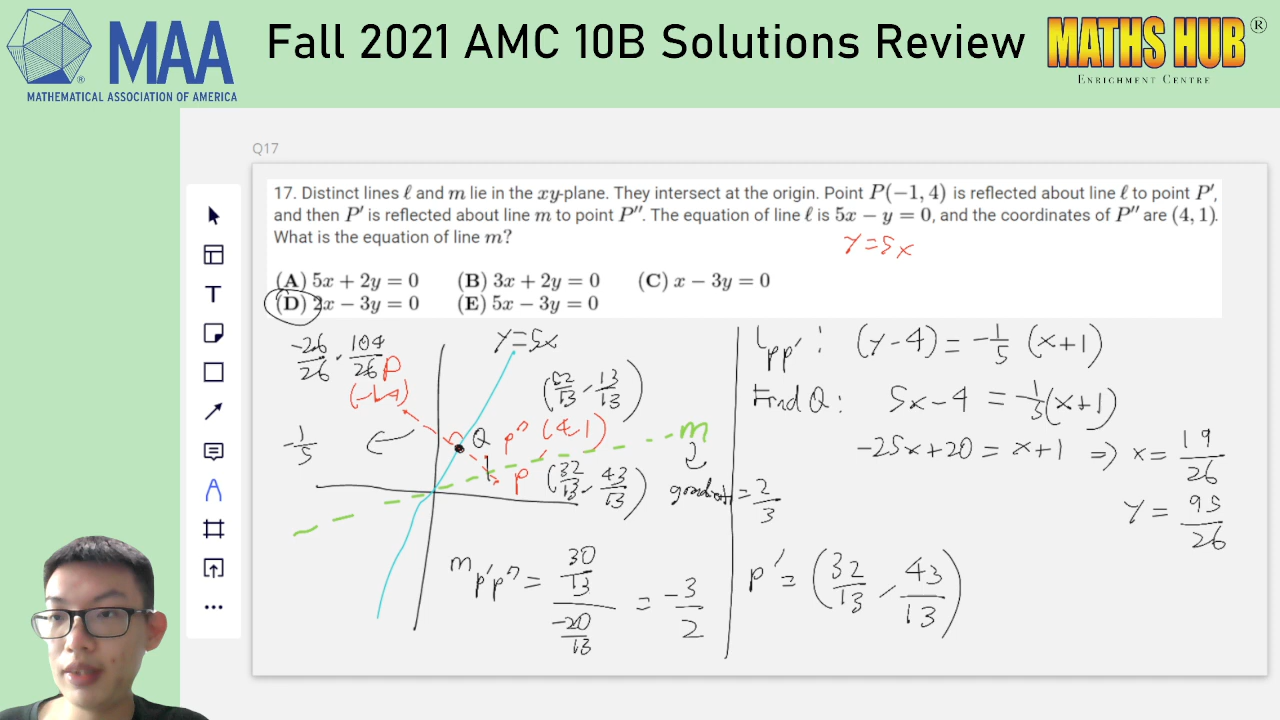 MAA
MATHEMATICAL ASSOCIATION OF AMERICA
Fall 2021 AMC 10B Solutions Review
MATHS HUB®
ENRICHMENT CENTRE
Q17
17. Distinct lines ℓ and m lie in the xy-plane. They intersect at the origin. Point P(−1, 4) is reflected about line ℓ to point P′,
and then P′ is reflected about line m to point P″. The equation of line ℓ is 5x − y = 0, and the coordinates of P″ are (4, 1).
What is the equation of line m?
y=5x
(A) 5x + 2y = 0 (B) 3x + 2y = 0 (C) x − 3y = 0
(D) 2x − 3y = 0 (E) 5x − 3y = 0
-26/26, 104/26
P
(-1,4)
y=5x
(52/13, 13/13)
-1/5
Q
P″ (4,1)
m
P′ (32/13, 43/13)
gradient = 2/3
m P′P″ = (30/13)/(-20/13) = -3/2
L PP′ : (y-4) = -1/5 (x+1)
Find Q: 5x-4 = -1/5 (x+1)
-25x+20 = x+1 ⇒ x = 19/26
y = 95/26
P′ = (32/13, 43/13)
T